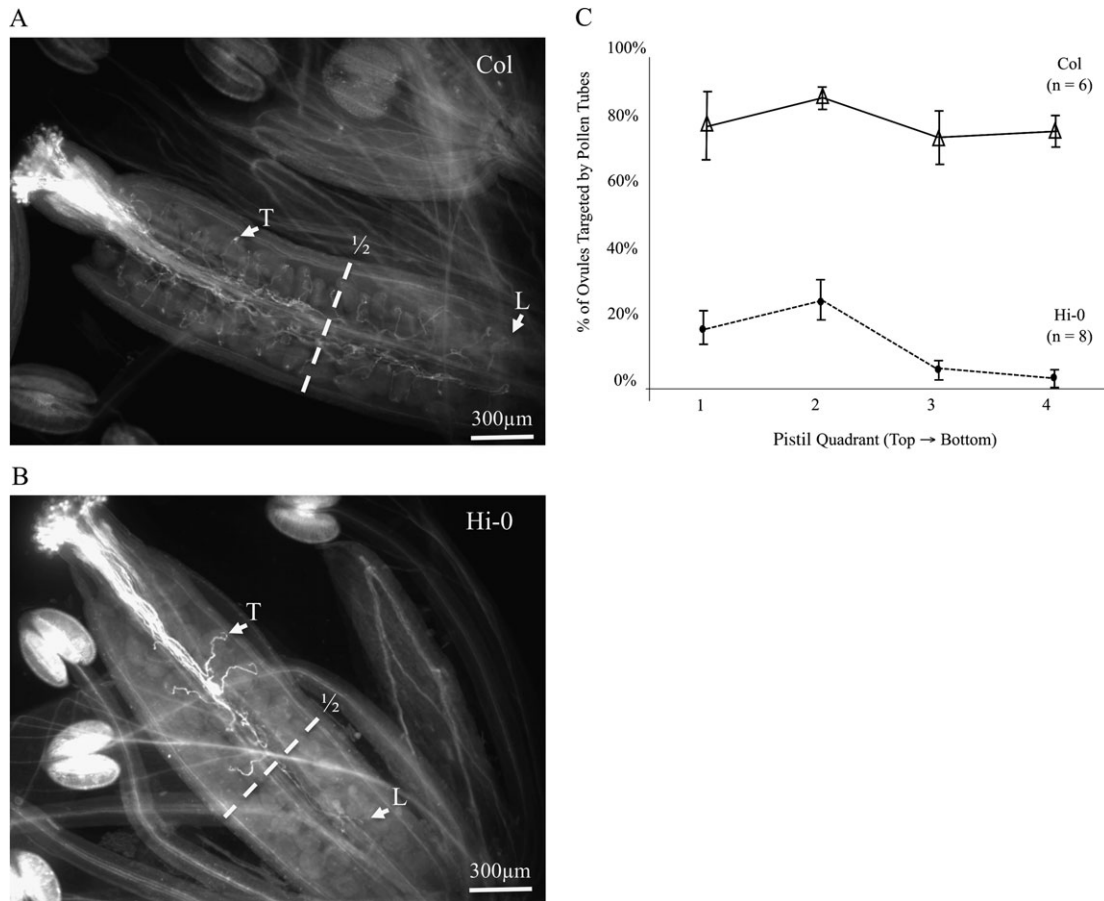 A
Col
T
½
L
300µm
B
Hi-0
T
½
L
300µm
C
100%
80%
60%
40%
20%
0%
% of Ovules Targeted by Pollen Tubes
Col
(n = 6)
Hi-0
(n = 8)
1 2 3 4
Pistil Quadrant (Top → Bottom)